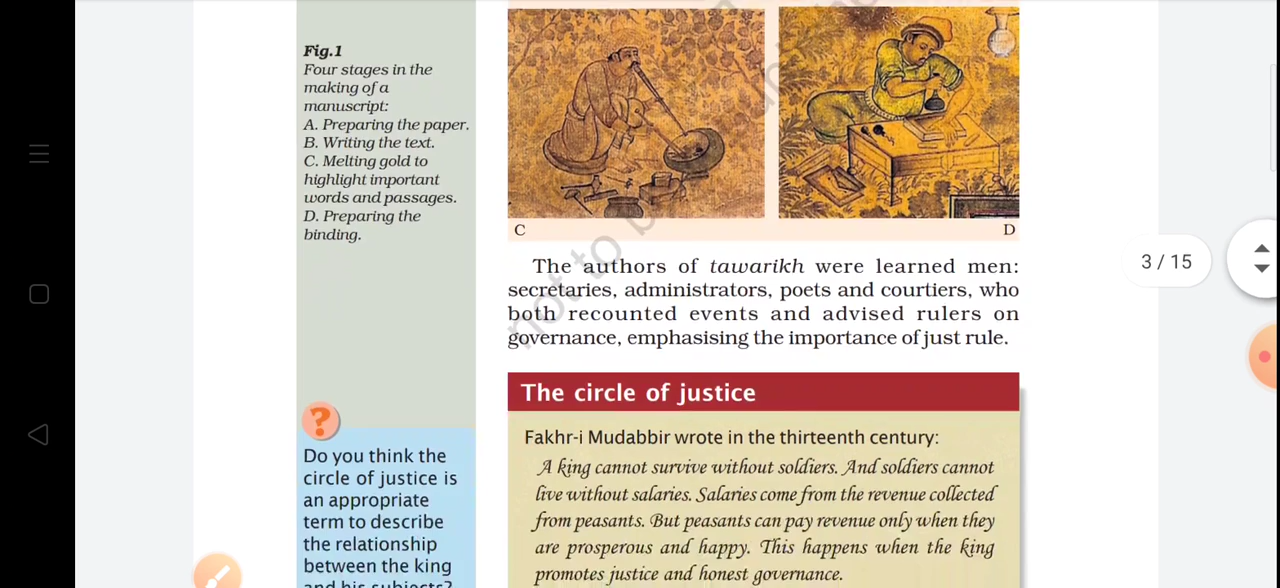 Fig.1
Four stages in the
making of a
manuscript:
A. Preparing the paper.
B. Writing the text.
C. Melting gold to
highlight important
words and passages.
D. Preparing the
binding.
C
D
not to b
The authors of tawarikh were learned men:
secretaries, administrators, poets and courtiers, who
both recounted events and advised rulers on
governance, emphasising the importance of just rule.
3 / 15
The circle of justice
Fakhr-i Mudabbir wrote in the thirteenth century:
A king cannot survive without soldiers. And soldiers cannot
live without salaries. Salaries come from the revenue collected
from peasants. But peasants can pay revenue only when they
are prosperous and happy. This happens when the king
promotes justice and honest governance.
?
Do you think the
circle of justice is
an appropriate
term to describe
the relationship
between the king
and his subjects?